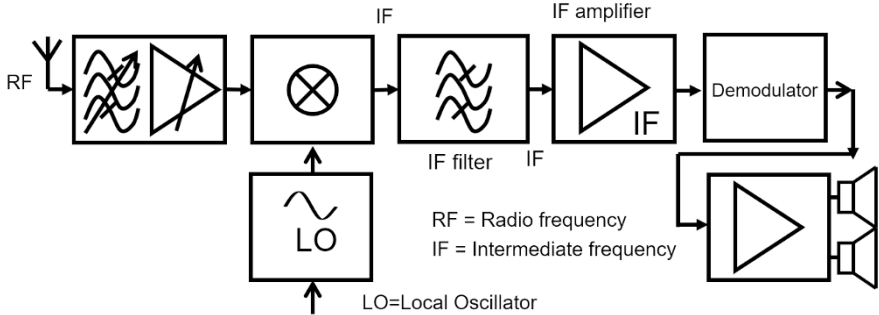 IF
IF amplifier
RF
Demodulator
IF
IF filter
IF
LO
RF = Radio frequency
IF = Intermediate frequency
LO=Local Oscillator